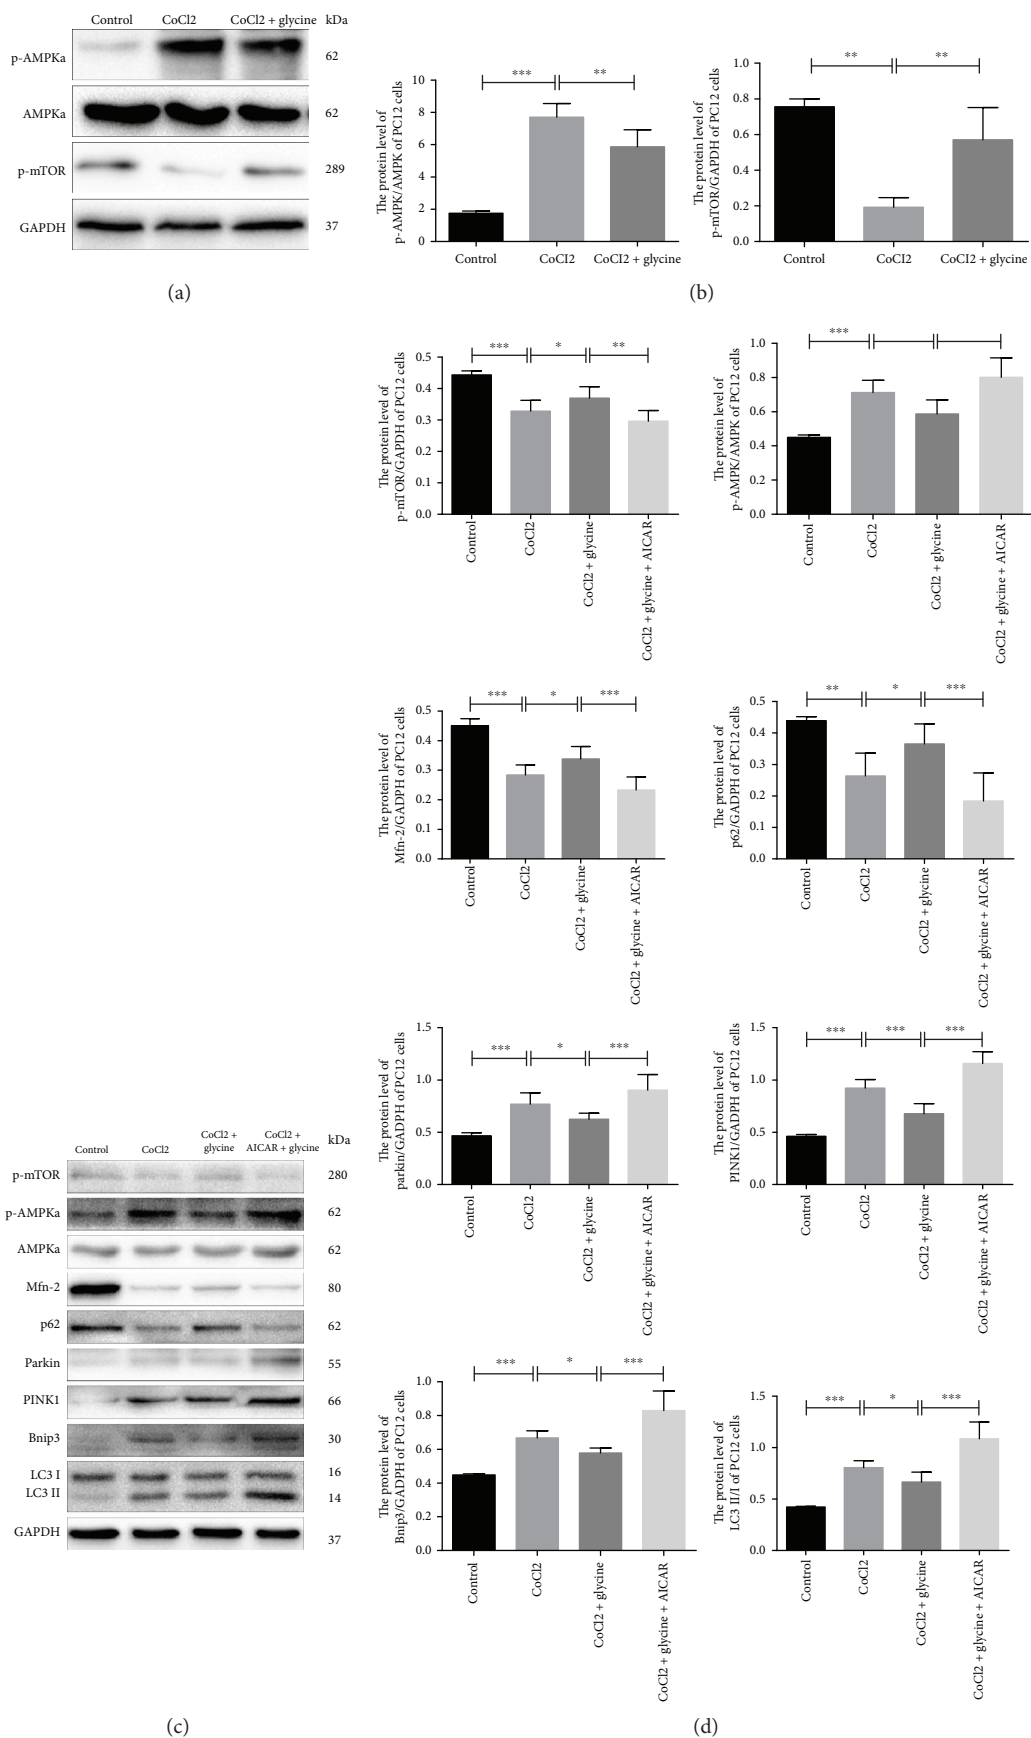 Control CoCl2 CoCl2 + glycine kDa
p-AMPKa 62
AMPKa 62
p-mTOR 289
GAPDH 37
(a)
The protein level of
p-AMPK/AMPK of PC12 cells
10
8
6
4
2
0
*** **
Control CoCl2 CoCl2 + glycine
The protein level of
p-mTOR/GAPDH of PC12 cells
1.0
0.8
0.6
0.4
0.2
0.0
** **
Control CoCl2 CoCl2 + glycine
(b)
The protein level of
p-mTOR/GAPDH of PC12 cells
0.5
0.4
0.3
0.2
0.1
0.0
*** * **
Control
CoCl2
CoCl2 + glycine
CoCl2 + glycine + AICAR
The protein level of
p-AMPK/AMPK of PC12 cells
1.0
0.8
0.6
0.4
0.2
0.0
***
Control
CoCl2
CoCl2 + glycine
CoCl2 + glycine + AICAR
The protein level of
Mfn-2/GADPH of PC12 cells
0.5
0.4
0.3
0.2
0.1
0.0
*** * ***
Control
CoCl2
CoCl2 + glycine
CoCl2 + glycine + AICAR
The protein level of
p62/GADPH of PC12 cells
0.5
0.4
0.3
0.2
0.1
0.0
** * ***
Control
CoCl2
CoCl2 + glycine
CoCl2 + glycine + AICAR
The protein level of
parkin/GADPH of PC12 cells
1.5
1.0
0.5
0.0
*** * ***
Control
CoCl2
CoCl2 + glycine
CoCl2 + glycine + AICAR
The protein level of
PINK1/GADPH of PC12 cells
1.5
1.0
0.5
0.0
*** *** ***
Control
CoCl2
CoCl2 + glycine
CoCl2 + glycine + AICAR
Control CoCl2 CoCl2 +
glycine CoCl2 +
AICAR + glycine kDa
p-mTOR 280
p-AMPKa 62
AMPKa 62
Mfn-2 80
p62 62
Parkin 55
PINK1 66
Bnip3 30
LC3 I 16
LC3 II 14
GAPDH 37
(c)
The protein level of
Bnip3/GADPH of PC12 cells
1.0
0.8
0.6
0.4
0.2
0.0
*** * ***
Control
CoCl2
CoCl2 + glycine
CoCl2 + glycine + AICAR
The protein level of
LC3 II/I of PC12 cells
1.5
1.0
0.5
0.0
*** * ***
Control
CoCl2
CoCl2 + glycine
CoCl2 + glycine + AICAR
(d)